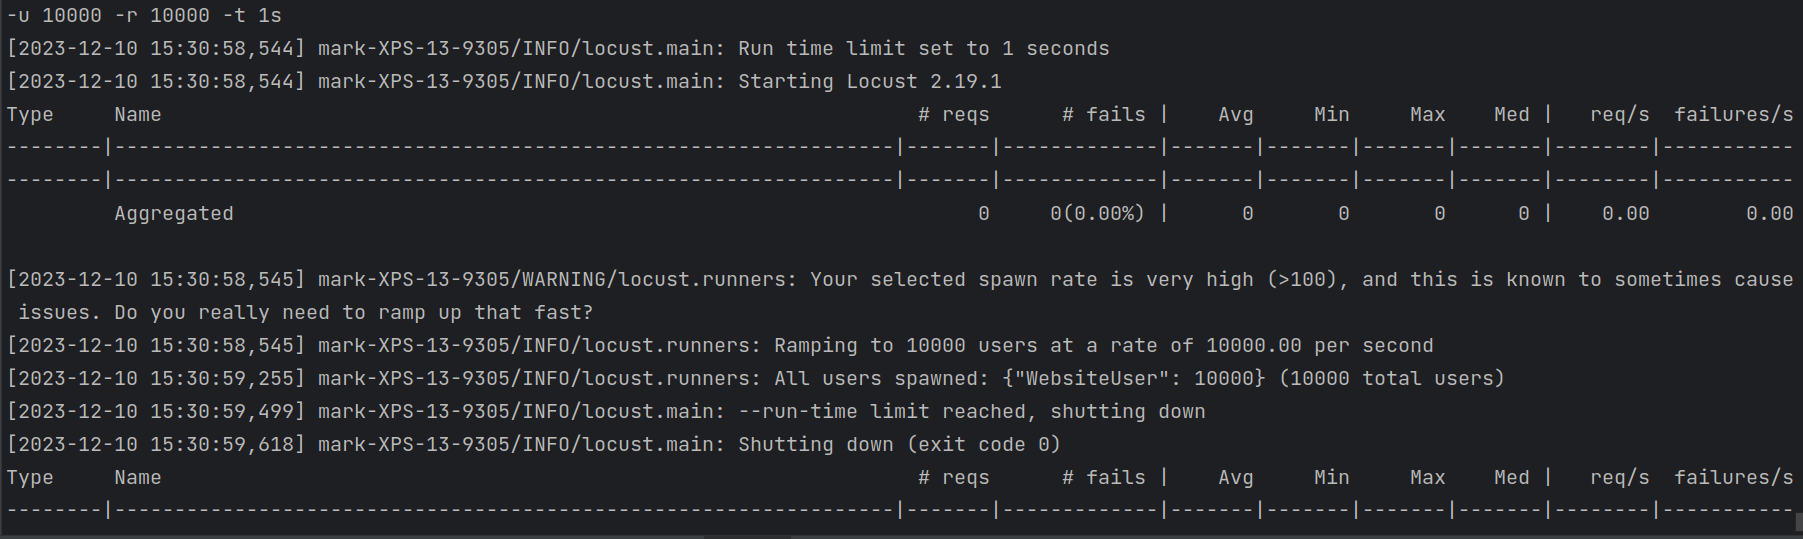 -u 10000 -r 10000 -t 1s
[2023-12-10 15:30:58,544] mark-XPS-13-9305/INFO/locust.main: Run time limit set to 1 seconds
[2023-12-10 15:30:58,544] mark-XPS-13-9305/INFO/locust.main: Starting Locust 2.19.1
Type     Name                                                               # reqs      # fails |    Avg     Min     Max    Med |   req/s  failures/s
--------|-----------------------------------------------------------------|-------|-------------|-------|-------|-------|-------|--------|-----------
--------|-----------------------------------------------------------------|-------|-------------|-------|-------|-------|-------|--------|-----------
         Aggregated                                                              0     0(0.00%) |      0       0       0      0 |    0.00        0.00
[2023-12-10 15:30:58,545] mark-XPS-13-9305/WARNING/locust.runners: Your selected spawn rate is very high (>100), and this is known to sometimes cause
 issues. Do you really need to ramp up that fast?
[2023-12-10 15:30:58,545] mark-XPS-13-9305/INFO/locust.runners: Ramping to 10000 users at a rate of 10000.00 per second
[2023-12-10 15:30:59,255] mark-XPS-13-9305/INFO/locust.runners: All users spawned: {"WebsiteUser": 10000} (10000 total users)
[2023-12-10 15:30:59,499] mark-XPS-13-9305/INFO/locust.main: --run-time limit reached, shutting down
[2023-12-10 15:30:59,618] mark-XPS-13-9305/INFO/locust.main: Shutting down (exit code 0)
Type     Name                                                               # reqs      # fails |    Avg     Min     Max    Med |   req/s  failures/s
--------|-----------------------------------------------------------------|-------|-------------|-------|-------|-------|-------|--------|-----------